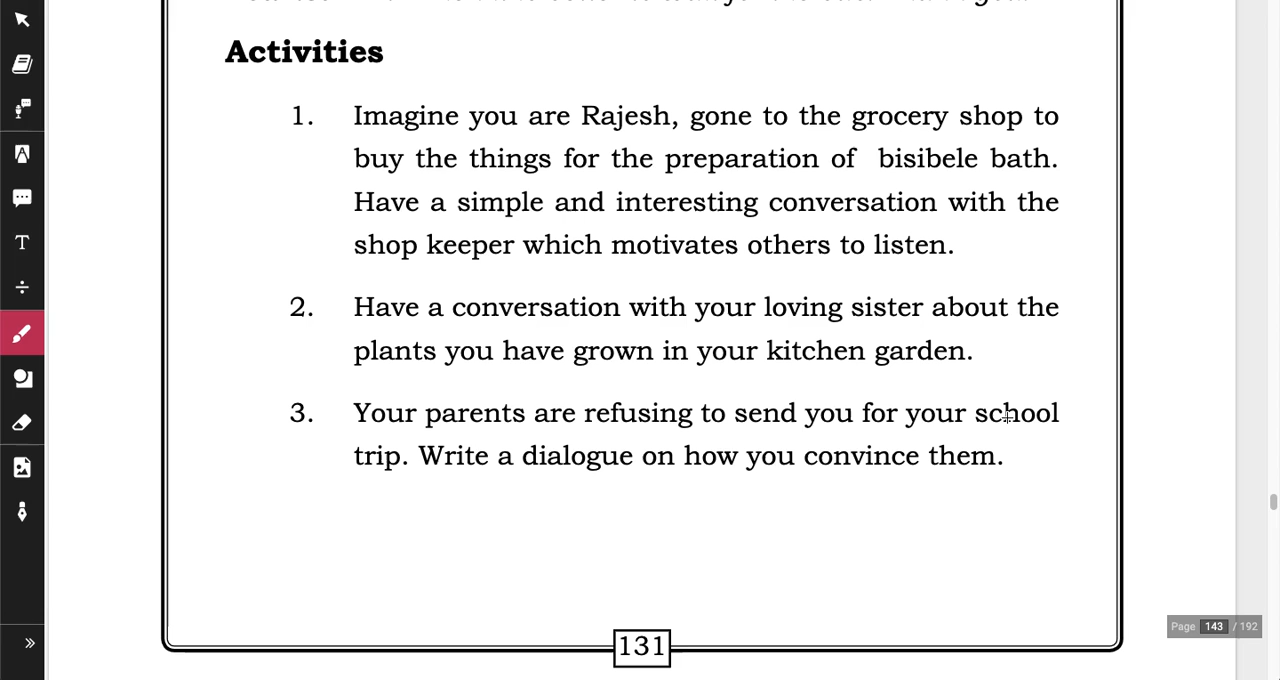 Activities
1. Imagine you are Rajesh, gone to the grocery shop to
buy the things for the preparation of bisibele bath.
Have a simple and interesting conversation with the
shop keeper which motivates others to listen.
2. Have a conversation with your loving sister about the
plants you have grown in your kitchen garden.
3. Your parents are refusing to send you for your school
trip. Write a dialogue on how you convince them.
131
Page 143 / 192
T